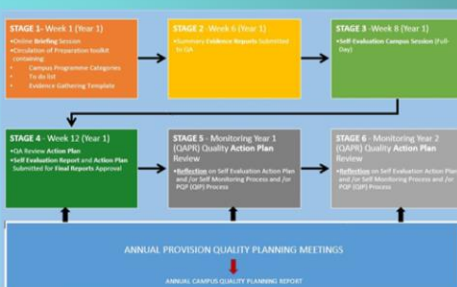 STAGE 1- Week 1 (Year 1)
•Online Briefing Session
•Circulation of Preparation toolkit
containing:
• Campus Programme Categories
• To do list
• Evidence Gathering Template
STAGE 2 - Week 6 (Year 1)
•Summary Evidence Reports Submitted
to QA
STAGE 3 - Week 8 (Year 1)
•Self-Evaluation Campus Session (Full-
Day)
STAGE 4 - Week 12 (Year 1)
•QA Review Action Plan
•Self Evaluation Report and Action Plan
Submitted for Final Reports Approval
STAGE 5 - Monitoring Year 1
(QAPR) Quality Action Plan
Review
•Reflection on Self Evaluation Action Plan
and /or Self Monitoring Process and /or
PQP (QIP) Process
STAGE 6 - Monitoring Year 2
(QAPR) Quality Action Plan
Review
•Reflection on Self Evaluation Action Plan
and /or Self Monitoring Process and /or
PQP (QIP) Process
ANNUAL PROVISION QUALITY PLANNING MEETINGS
ANNUAL CAMPUS QUALITY PLANNING REPORT